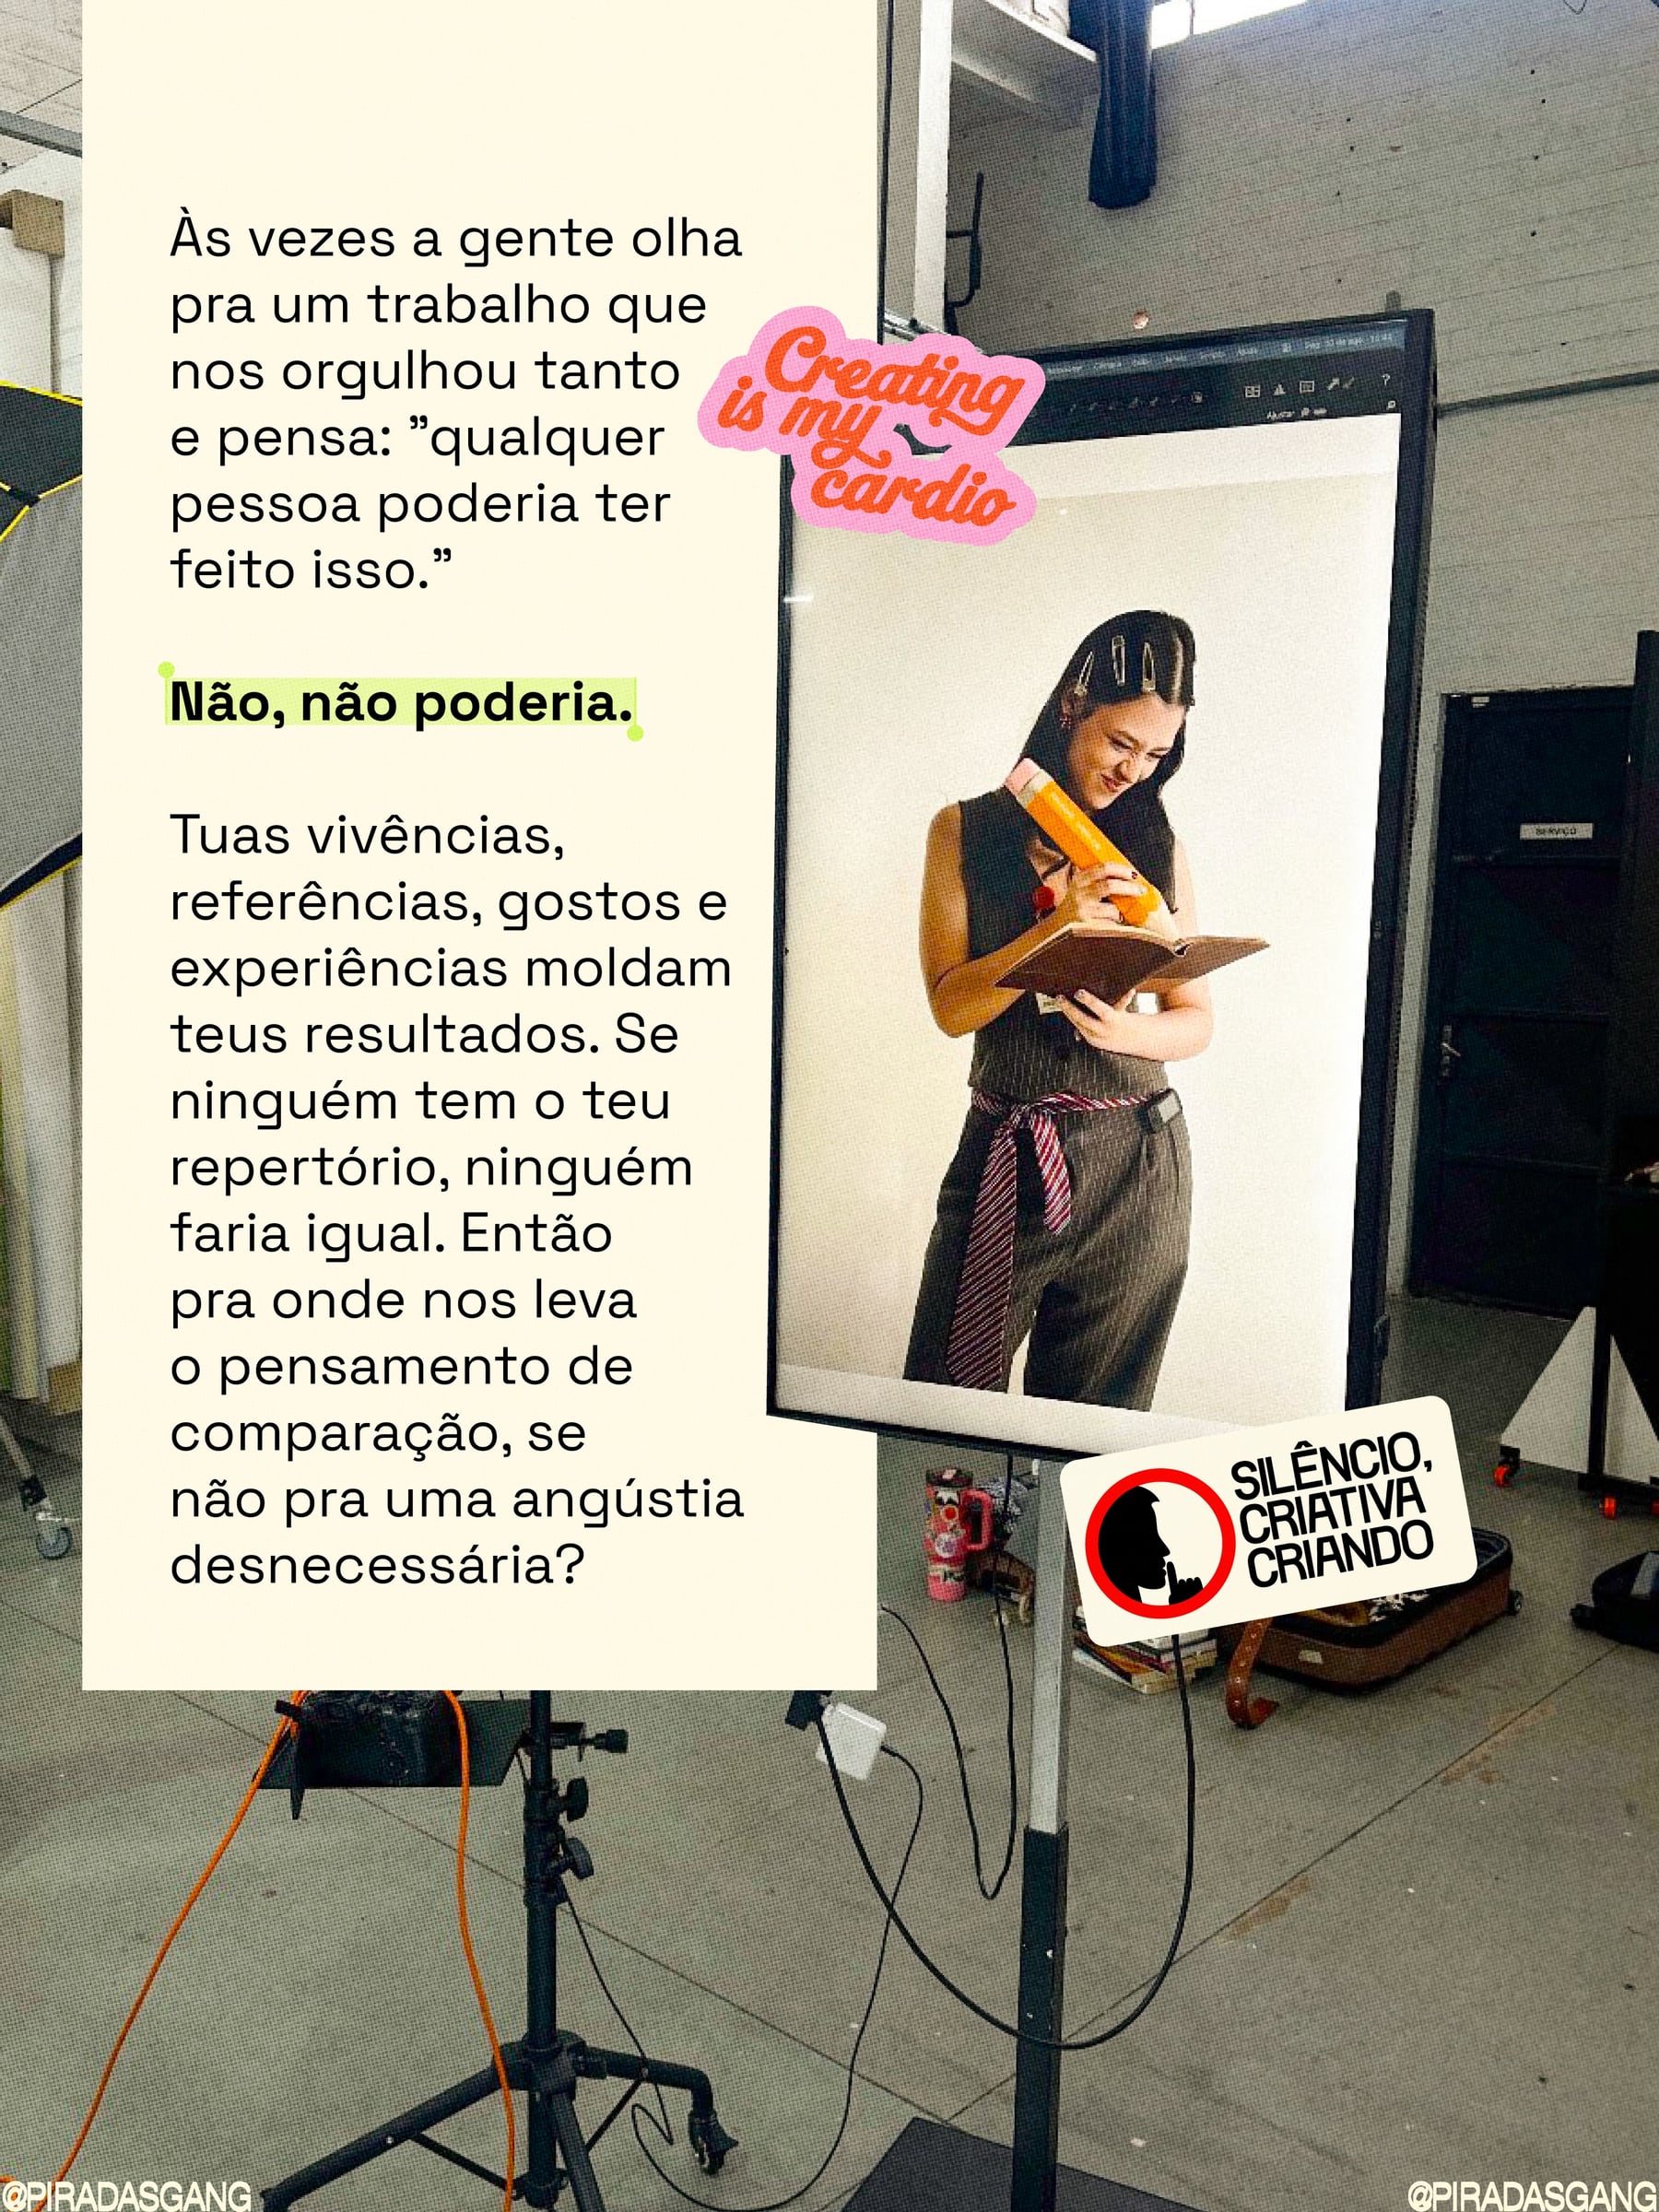 Às vezes a gente olha
pra um trabalho que
nos orgulhou tanto
e pensa: ”qualquer
pessoa poderia ter
feito isso.”
Não, não poderia.
Tuas vivências,
referências, gostos e
experiências moldam
teus resultados. Se
ninguém tem o teu
repertório, ninguém
faria igual. Então
pra onde nos leva
o pensamento de
comparação, se
não pra uma angústia
desnecessária?
Creating
is my
cardio
Ajustar
?
SERVIÇO
SILÊNCIO,
CRIATIVA
CRIANDO
@PIRADASGANG
@PIRADASGANG